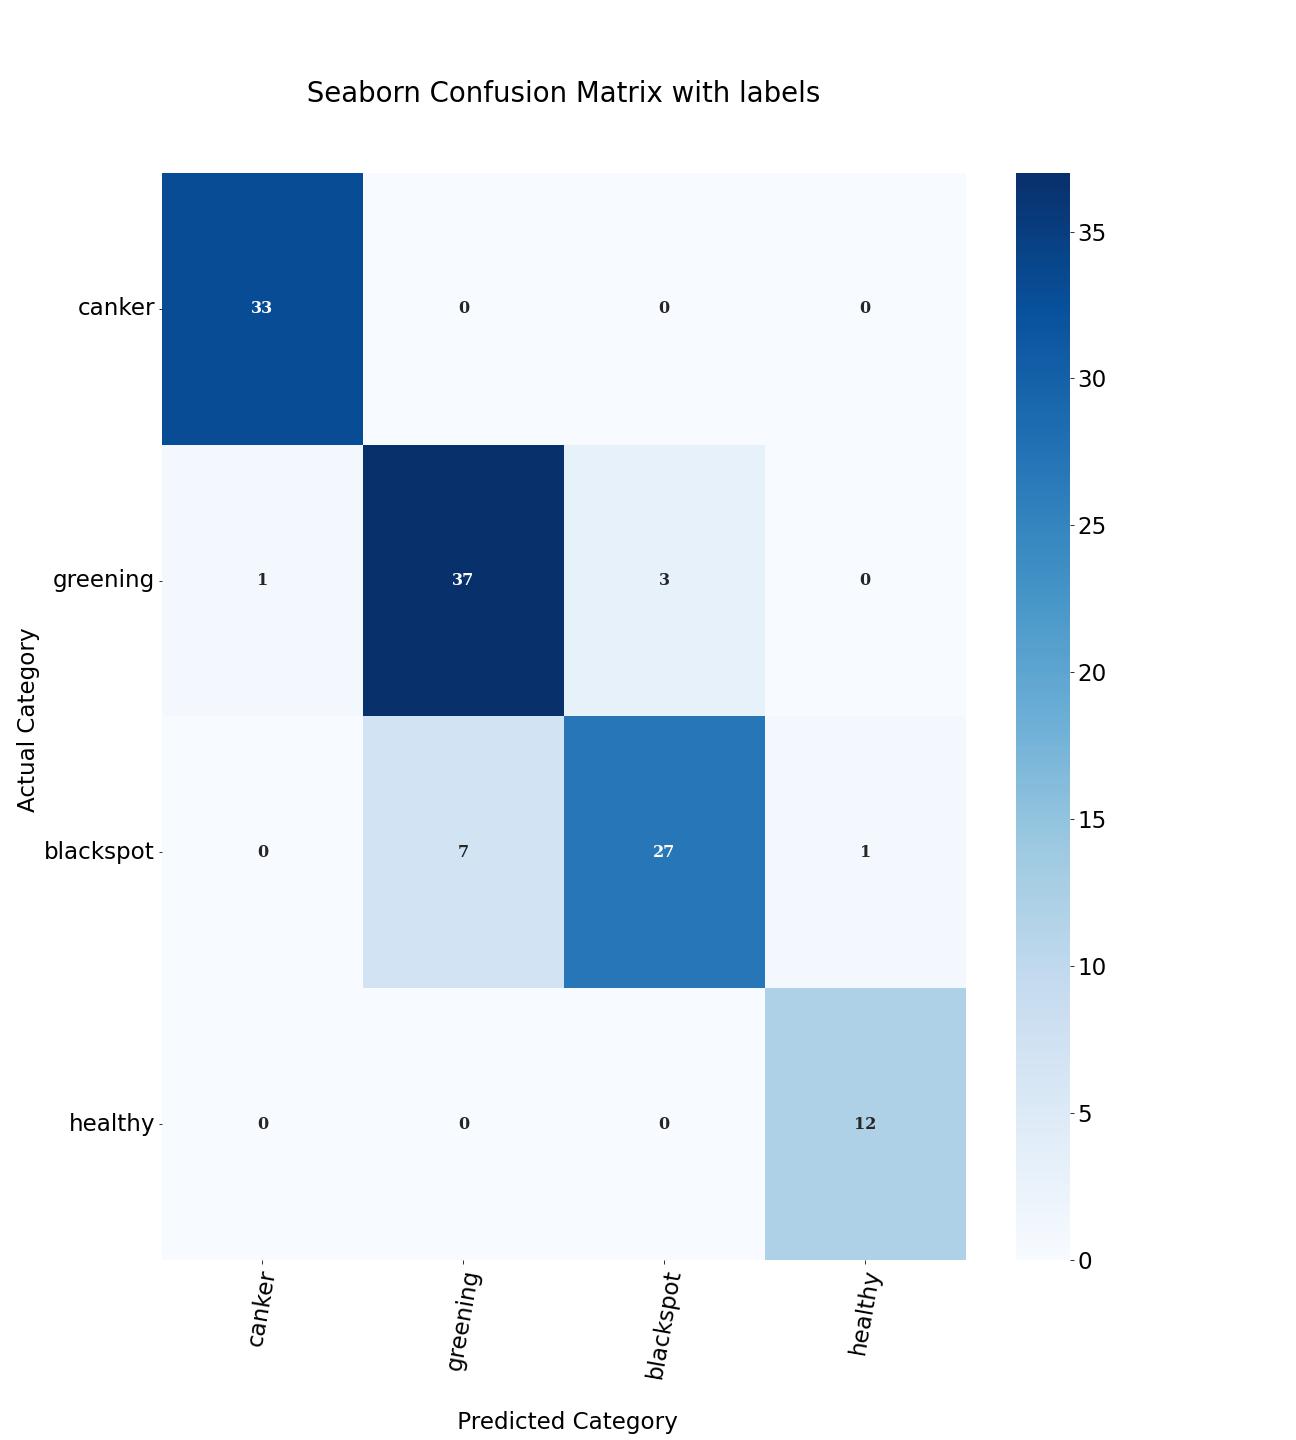 Seaborn Confusion Matrix with labels
canker 33 0 0 0
greening 1 37 3 0
blackspot 0 7 27 1
healthy 0 0 0 12
canker greening blackspot healthy
Predicted Category
Actual Category
35
30
25
20
15
10
5
0